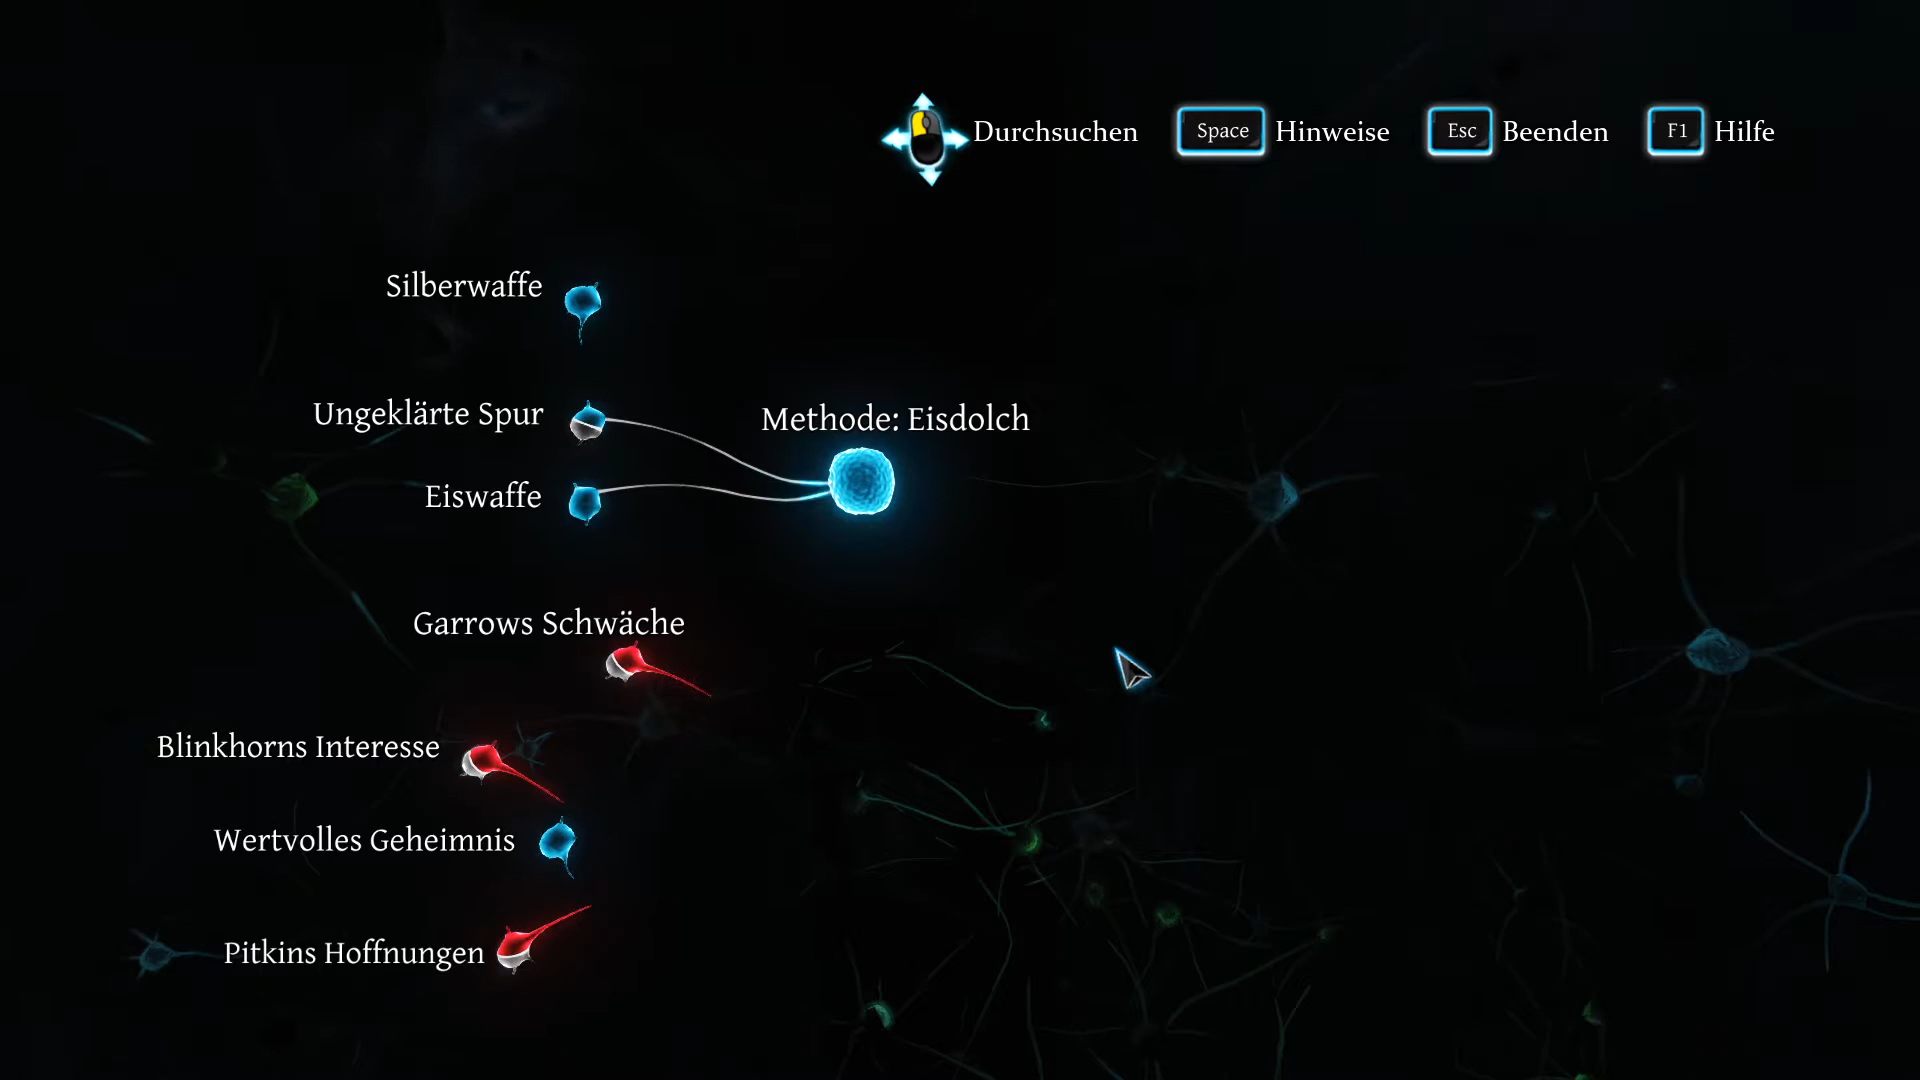 Durchsuchen
Space Hinweise
Esc Beenden
F1 Hilfe
Silberwaffe
Ungeklärte Spur
Methode: Eisdolch
Eiswaffe
Garrows Schwäche
Blinkhorns Interesse
Wertvolles Geheimnis
Pitkins Hoffnungen